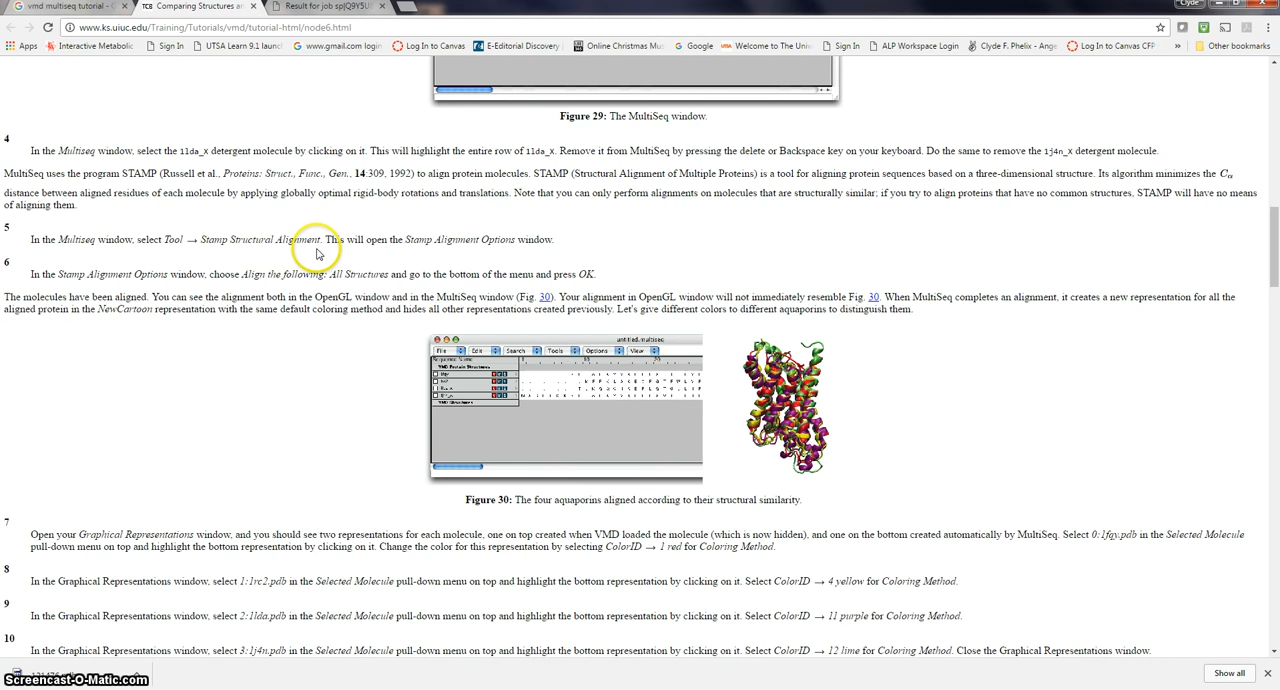 vmd multiseq tutorial - G
Comparing Structures an
Result for job sp|Q9Y5U
Clyde
www.ks.uiuc.edu/Training/Tutorials/vmd/tutorial-html/node6.html
Apps Interactive Metabolic Sign In UTSA Learn 9.1 launch www.gmail.com login Log In to Canvas E-Editorial Discovery Online Christmas Mu Google Welcome to The Uni Sign In ALP Workspace Login Clyde F. Phelix - Ange Log In to Canvas CFP » Other bookmarks
Figure 29: The MultiSeq window.
4
In the Multiseq window, select the 1lda_X detergent molecule by clicking on it. This will highlight the entire row of 1lda_X. Remove it from MultiSeq by pressing the delete or Backspace key on your keyboard. Do the same to remove the 1j4n_X detergent molecule.
MultiSeq uses the program STAMP (Russell et al., Proteins: Struct., Func., Gen., 14:309, 1992) to align protein molecules. STAMP (Structural Alignment of Multiple Proteins) is a tool for aligning protein sequences based on a three-dimensional structure. Its algorithm minimizes the Cα
distance between aligned residues of each molecule by applying globally optimal rigid-body rotations and translations. Note that you can only perform alignments on molecules that are structurally similar; if you try to align proteins that have no common structures, STAMP will have no means
of aligning them.
5
In the Multiseq window, select Tool → Stamp Structural Alignment. This will open the Stamp Alignment Options window.
6
In the Stamp Alignment Options window, choose Align the following: All Structures and go to the bottom of the menu and press OK.
The molecules have been aligned. You can see the alignment both in the OpenGL window and in the MultiSeq window (Fig. 30). Your alignment in OpenGL window will not immediately resemble Fig. 30. When MultiSeq completes an alignment, it creates a new representation for all the
aligned protein in the NewCartoon representation with the same default coloring method and hides all other representations created previously. Let's give different colors to different aquaporins to distinguish them.
untitled.multiseq
File Edit Search Tools Options View
Sequence Name
VMD Protein Structures
VMD Structures
Figure 30: The four aquaporins aligned according to their structural similarity.
7
Open your Graphical Representations window, and you should see two representations for each molecule, one on top created when VMD loaded the molecule (which is now hidden), and one on the bottom created automatically by MultiSeq. Select 0:1fqy.pdb in the Selected Molecule
pull-down menu on top and highlight the bottom representation by clicking on it. Change the color for this representation by selecting ColorID → 1 red for Coloring Method.
8
In the Graphical Representations window, select 1:1rc2.pdb in the Selected Molecule pull-down menu on top and highlight the bottom representation by clicking on it. Select ColorID → 4 yellow for Coloring Method.
9
In the Graphical Representations window, select 2:1lda.pdb in the Selected Molecule pull-down menu on top and highlight the bottom representation by clicking on it. Select ColorID → 11 purple for Coloring Method.
10
In the Graphical Representations window, select 3:1j4n.pdb in the Selected Molecule pull-down menu on top and highlight the bottom representation by clicking on it. Select ColorID → 12 lime for Coloring Method. Close the Graphical Representations window.
Show all
Screencast-O-Matic.com